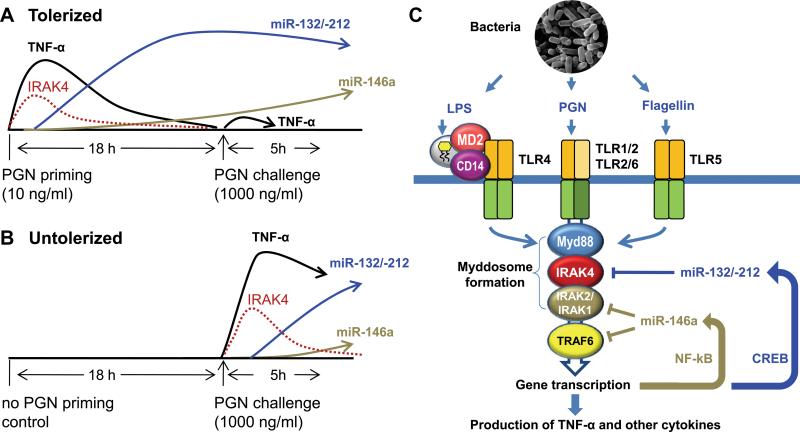 A Tolerized
miR-132/-212
TNF-α
IRAK4
miR-146a
TNF-α
18 h
5h
PGN priming
(10 ng/ml)
PGN challenge
(1000 ng/ml)
B Untolerized
TNF-α
miR-132/-212
IRAK4
miR-146a
18 h
5h
no PGN priming
control
PGN challenge
(1000 ng/ml)
C
Bacteria
LPS
PGN
Flagellin
MD2
CD14
TLR4
TLR1/2
TLR2/6
TLR5
Myd88
Myddosome
formation
IRAK4
miR-132/-212
IRAK2/
IRAK1
miR-146a
TRAF6
NF-kB
CREB
Gene transcription
Production of TNF-α and other cytokines